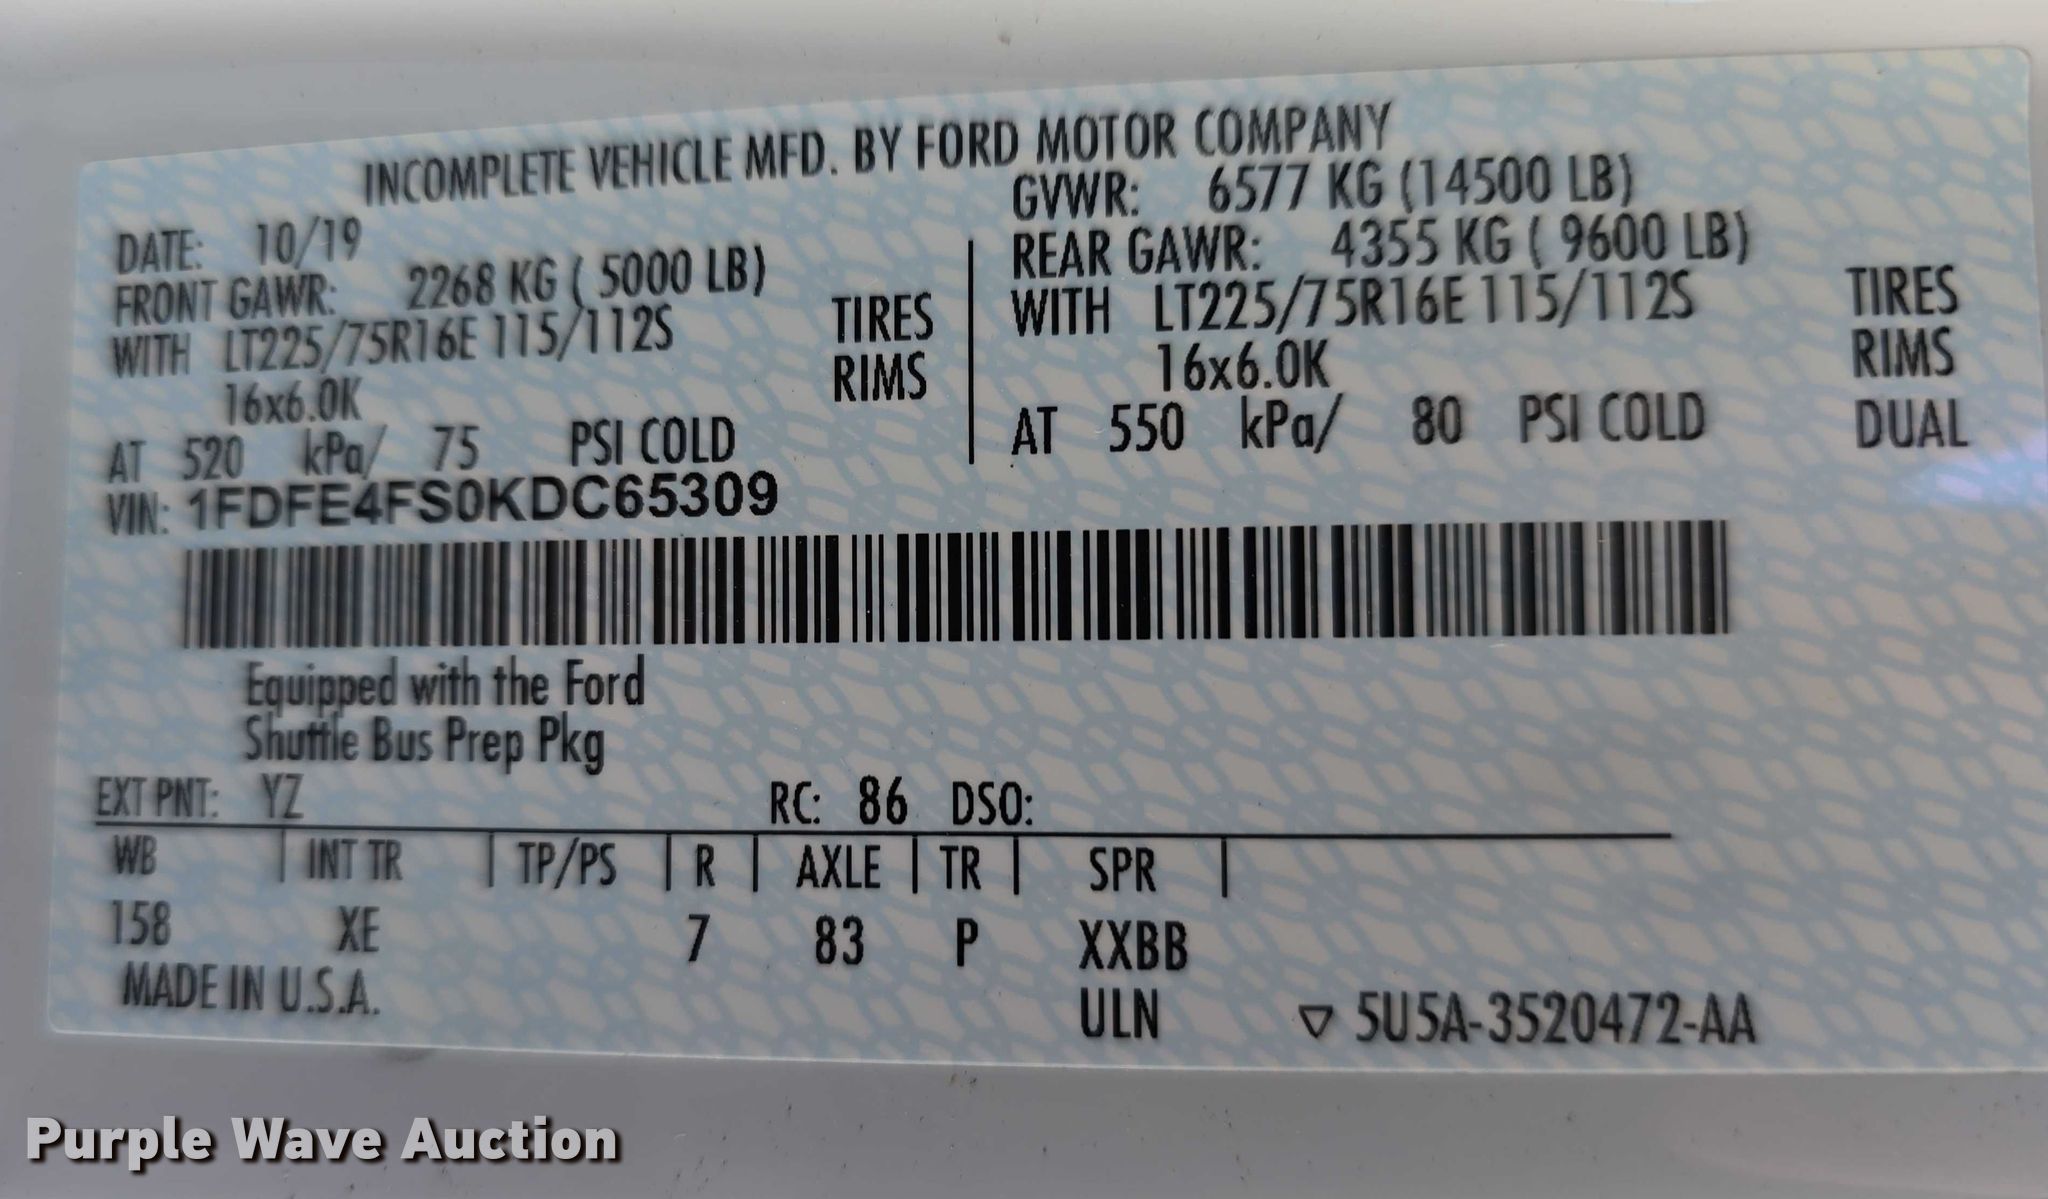 INCOMPLETE VEHICLE MFD. BY FORD MOTOR COMPANY
DATE: 10/19
FRONT GAWR: 2268 KG ( 5000 LB)
WITH LT225/75R16E 115/112S TIRES
16x6.0K RIMS
AT 520 kPa/ 75 PSI COLD
GVWR: 6577 KG (14500 LB)
REAR GAWR: 4355 KG ( 9600 LB)
WITH LT225/75R16E 115/112S TIRES
16x6.0K RIMS
AT 550 kPa/ 80 PSI COLD DUAL
VIN: 1FDFE4FS0KDC65309
Equipped with the Ford
Shuttle Bus Prep Pkg
EXT PNT: YZ RC: 86 DSO:
WB | INT TR | TP/PS | R | AXLE | TR | SPR |
158 XE 7 83 P XXBB
MADE IN U.S.A. ULN ▽ 5U5A-3520472-AA
Purple Wave Auction